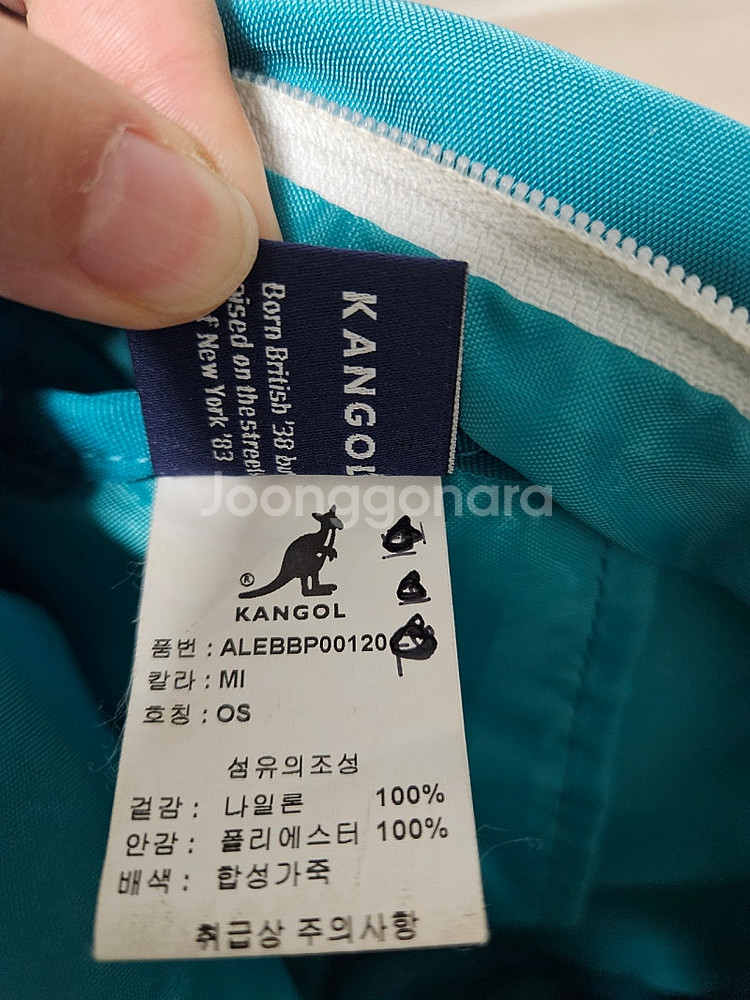 KANGOL
Born British '38 bu
aised on the street
f New York '83
Joonggonara
®
KANGOL
품번 : ALEBBP00120
칼라 : MI
호칭 : OS
섬유의조성
겉감 : 나일론 100%
안감 : 폴리에스터 100%
배색 : 합성가죽
취급상 주의사항